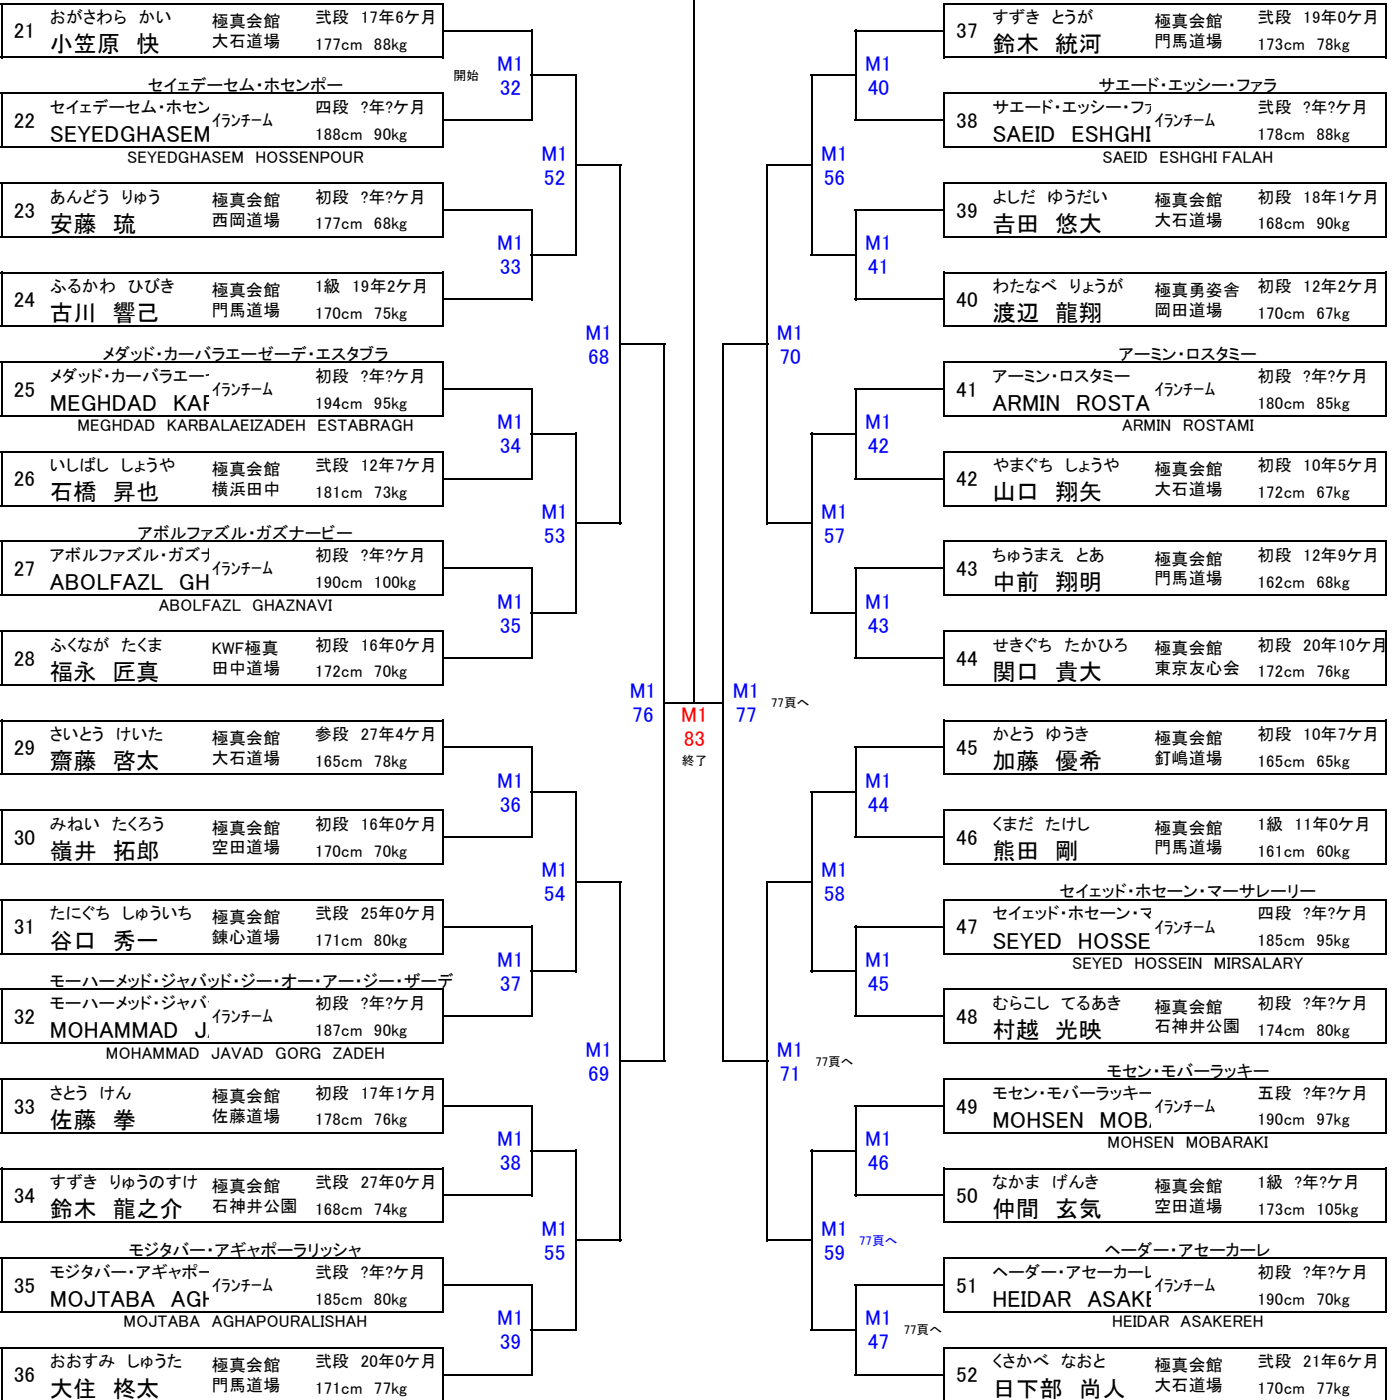 21 おがさわら かい 極真会館 弐段 17年6ケ月
小笠原 快 大石道場 177cm 88kg
セイェデーセム・ホセンポー
22 セイェデーセム・ホセン イランチーム 四段 ?年?ケ月
SEYEDGHASEM 188cm 90kg
SEYEDGHASEM HOSSENPOUR
23 あんどう りゅう 極真会館 初段 ?年?ケ月
安藤 琉 西岡道場 177cm 68kg
24 ふるかわ ひびき 極真会館 1級 19年2ケ月
古川 響己 門馬道場 170cm 75kg
メダッド・カーバラエーゼーデ・エスタブラ
25 メダッド・カーバラエー イランチーム 初段 ?年?ケ月
MEGHDAD KAF 194cm 95kg
MEGHDAD KARBALAEIZADEH ESTABRAGH
26 いしばし しょうや 極真会館 弐段 12年7ケ月
石橋 昇也 横浜田中 181cm 73kg
アボルファズル・ガズナービー
27 アボルファズル・ガズナ イランチーム 初段 ?年?ケ月
ABOLFAZL GH 190cm 100kg
ABOLFAZL GHAZNAVI
28 ふくなが たくま KWF極真 初段 16年0ケ月
福永 匠真 田中道場 172cm 70kg
29 さいとう けいた 極真会館 参段 27年4ケ月
齋藤 啓太 大石道場 165cm 78kg
30 みねい たくろう 極真会館 初段 16年0ケ月
嶺井 拓郎 空田道場 170cm 70kg
31 たにぐち しゅういち 極真会館 弐段 25年0ケ月
谷口 秀一 錬心道場 171cm 80kg
モーハーメッド・ジャバッド・ジー・オー・アー・ジー・ザーデ
32 モーハーメッド・ジャバ イランチーム 初段 ?年?ケ月
MOHAMMAD J 187cm 90kg
MOHAMMAD JAVAD GORG ZADEH
33 さとう けん 極真会館 初段 17年1ケ月
佐藤 拳 佐藤道場 178cm 76kg
34 すずき りゅうのすけ 極真会館 弐段 27年0ケ月
鈴木 龍之介 石神井公園 168cm 74kg
モジタバー・アギャポーラリッシャ
35 モジタバー・アギャポー イランチーム 弐段 ?年?ケ月
MOJTABA AGH 185cm 80kg
MOJTABA AGHAPOURALISHAH
36 おおすみ しゅうた 極真会館 弐段 20年0ケ月
大住 柊太 門馬道場 171cm 77kg
開始
M1
32
M1
33
M1
34
M1
35
M1
36
M1
37
M1
38
M1
39
M1
52
M1
53
M1
54
M1
55
M1
68
M1
69
M1
76
M1
83
終了
M1
77
77頁へ
M1
70
M1
71
77頁へ
M1
56
M1
57
M1
58
M1
59
77頁へ
M1
40
M1
41
M1
42
M1
43
M1
44
M1
45
M1
46
M1
47
77頁へ
37 すずき とうが 極真会館 弐段 19年0ケ月
鈴木 統河 門馬道場 173cm 78kg
サエード・エッシー・ファラ
38 サエード・エッシー・ファ イランチーム 弐段 ?年?ケ月
SAEID ESHGHI 178cm 88kg
SAEID ESHGHI FALAH
39 よしだ ゆうだい 極真会館 初段 18年1ケ月
𠮷田 悠大 大石道場 168cm 90kg
40 わたなべ りょうが 極真勇姿舎 初段 12年2ケ月
渡辺 龍翔 岡田道場 170cm 67kg
アーミン・ロスタミー
41 アーミン・ロスタミー イランチーム 初段 ?年?ケ月
ARMIN ROSTA 180cm 85kg
ARMIN ROSTAMI
42 やまぐち しょうや 極真会館 初段 10年5ケ月
山口 翔矢 大石道場 172cm 67kg
43 ちゅうまえ とあ 極真会館 初段 12年9ケ月
中前 翔明 門馬道場 162cm 68kg
44 せきぐち たかひろ 極真会館 初段 20年10ケ月
関口 貴大 東京友心会 172cm 76kg
45 かとう ゆうき 極真会館 初段 10年7ケ月
加藤 優希 釘嶋道場 165cm 65kg
46 くまだ たけし 極真会館 1級 11年0ケ月
熊田 剛 門馬道場 161cm 60kg
セイェッド・ホセーン・マーサレーリー
47 セイェッド・ホセーン・マ イランチーム 四段 ?年?ケ月
SEYED HOSSE 185cm 95kg
SEYED HOSSEIN MIRSALARY
48 むらこし てるあき 極真会館 初段 ?年?ケ月
村越 光映 石神井公園 174cm 80kg
モセン・モバーラッキー
49 モセン・モバーラッキー イランチーム 五段 ?年?ケ月
MOHSEN MOB 190cm 97kg
MOHSEN MOBARAKI
50 なかま げんき 極真会館 1級 ?年?ケ月
仲間 玄気 空田道場 173cm 105kg
ヘーダー・アセーカーレ
51 ヘーダー・アセーカーレ イランチーム 初段 ?年?ケ月
HEIDAR ASAKE 190cm 70kg
HEIDAR ASAKEREH
52 くさかべ なおと 極真会館 弐段 21年6ケ月
日下部 尚人 大石道場 170cm 77kg